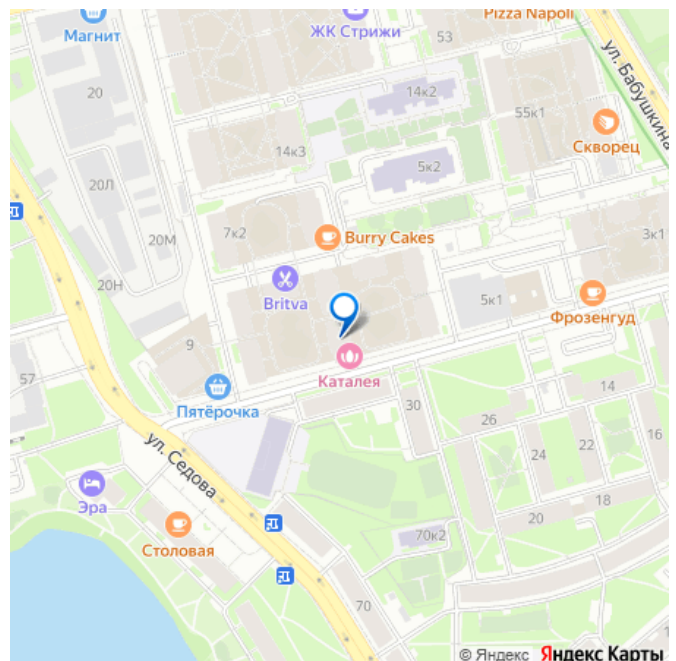 Pizza Napoli
Магнит
ЖК Стрижи
53
ул. Бабушкина
20
14к2
55к1
Скворец
14к3
5к2
20Л
7к2
Burry Cakes
3к1
20М
20Н
Britva
5к1
Фрозенгуд
9
57
Каталея
Пятёрочка
30
14
26
16
22
24
ул. Седова
Эра
18
20
Столовая
70к2
70
© Яндекс Яндекс Карты